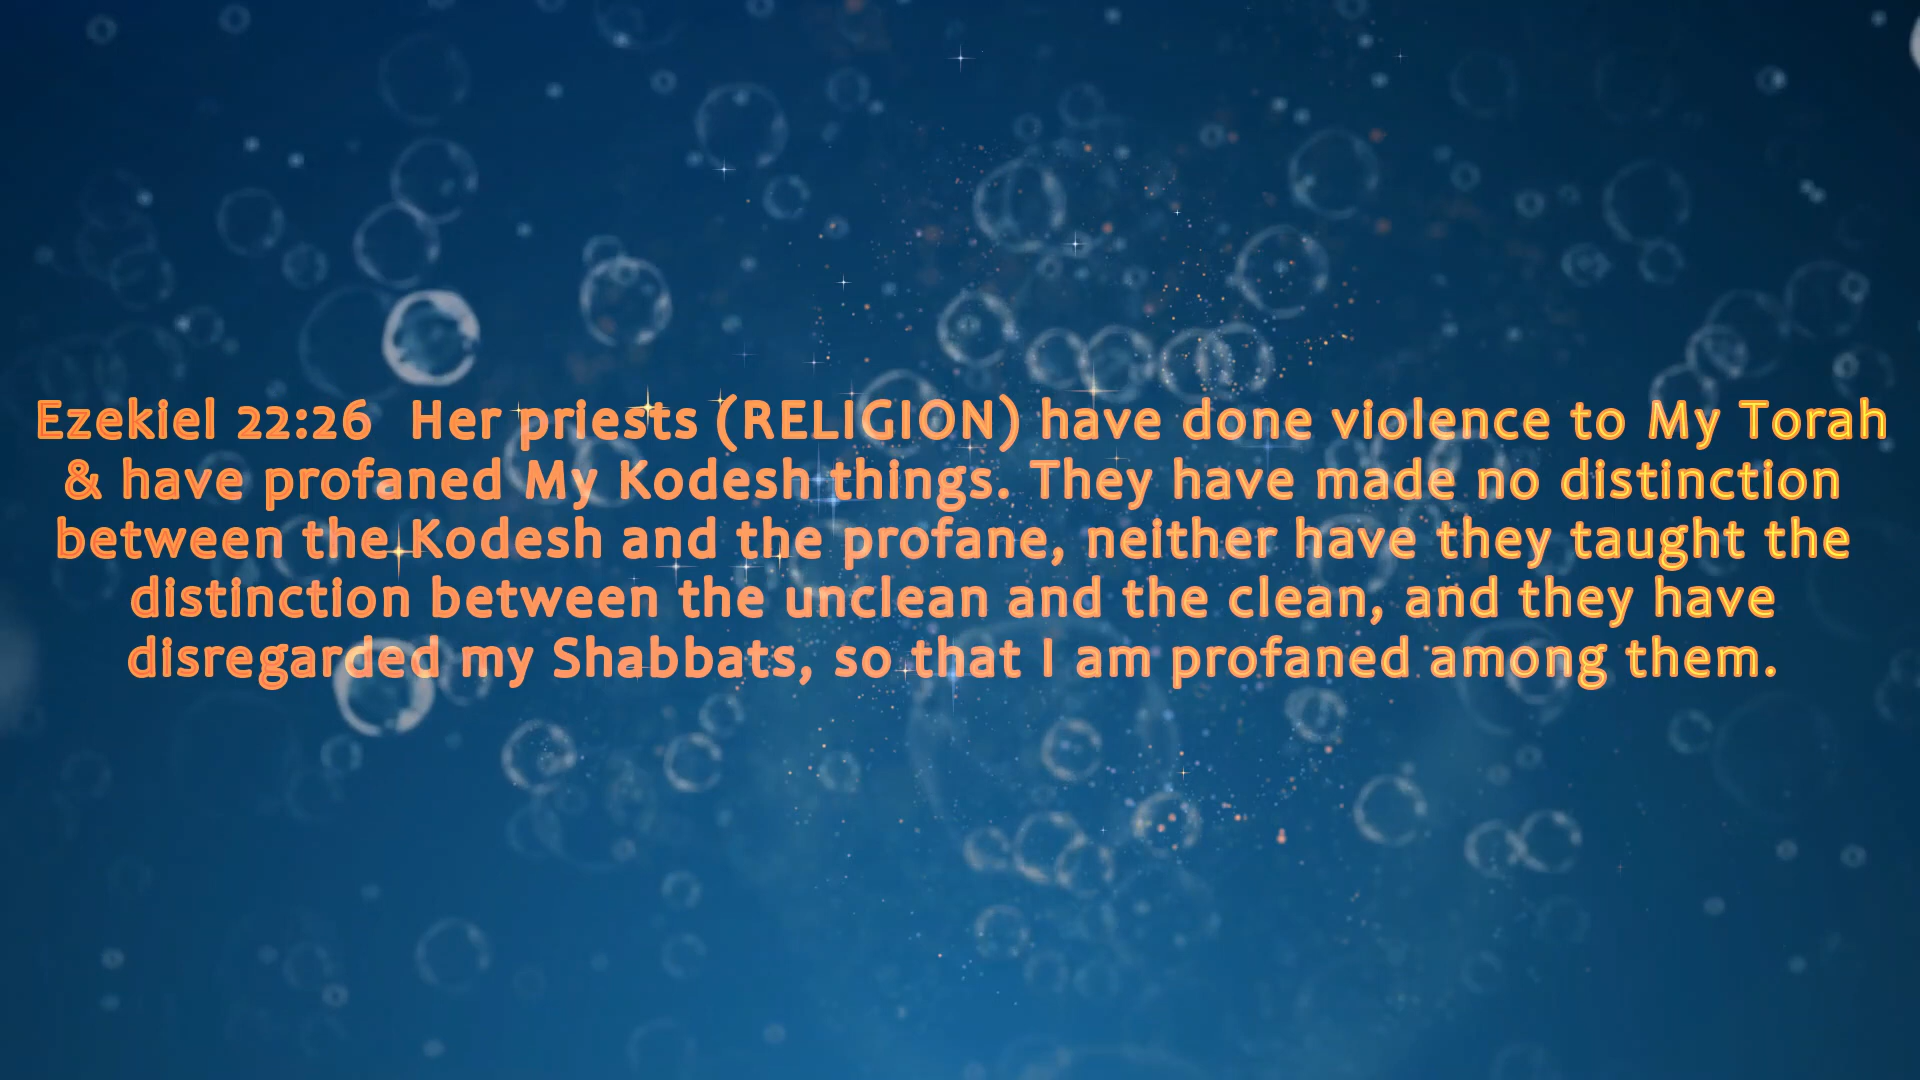 Ezekiel 22:26  Her priests (RELIGION) have done violence to My Torah
& have profaned My Kodesh things. They have made no distinction
between the Kodesh and the profane, neither have they taught the
distinction between the unclean and the clean, and they have
disregarded my Shabbats, so that I am profaned among them.